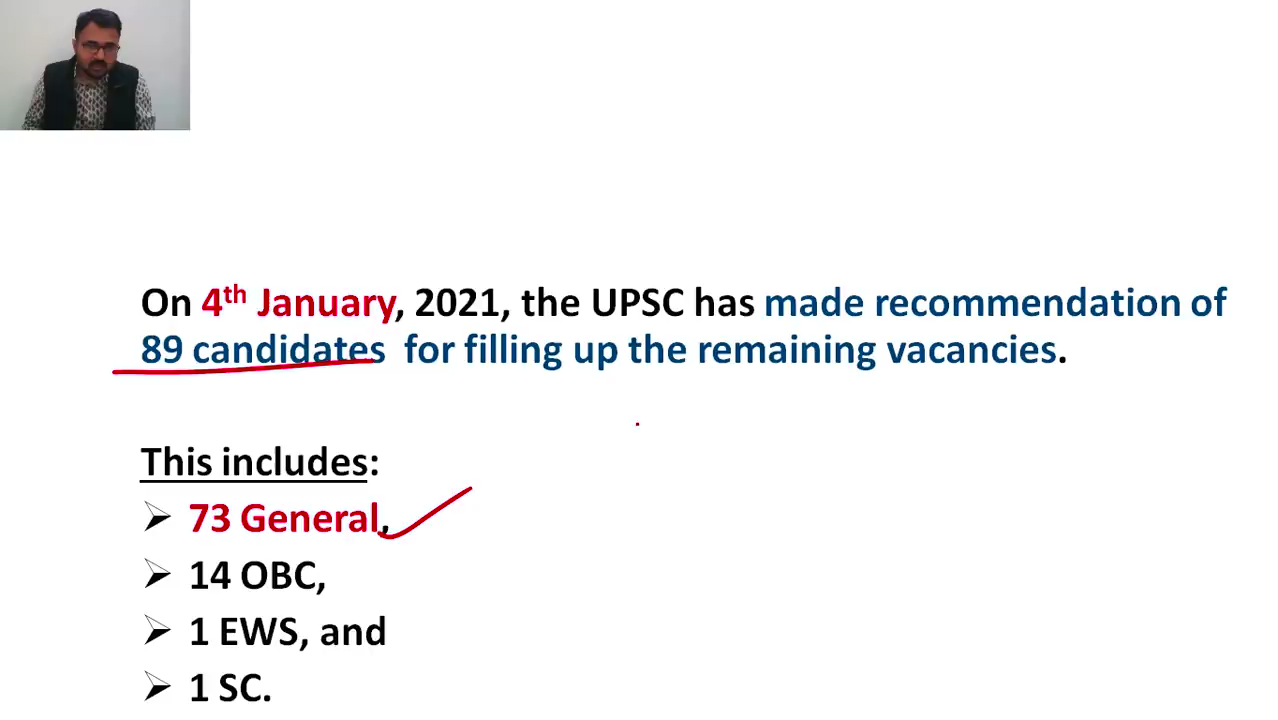 On 4th January, 2021, the UPSC has made recommendation of
89 candidates for filling up the remaining vacancies.
This includes:
➢ 73 General,
➢ 14 OBC,
➢ 1 EWS, and
➢ 1 SC.